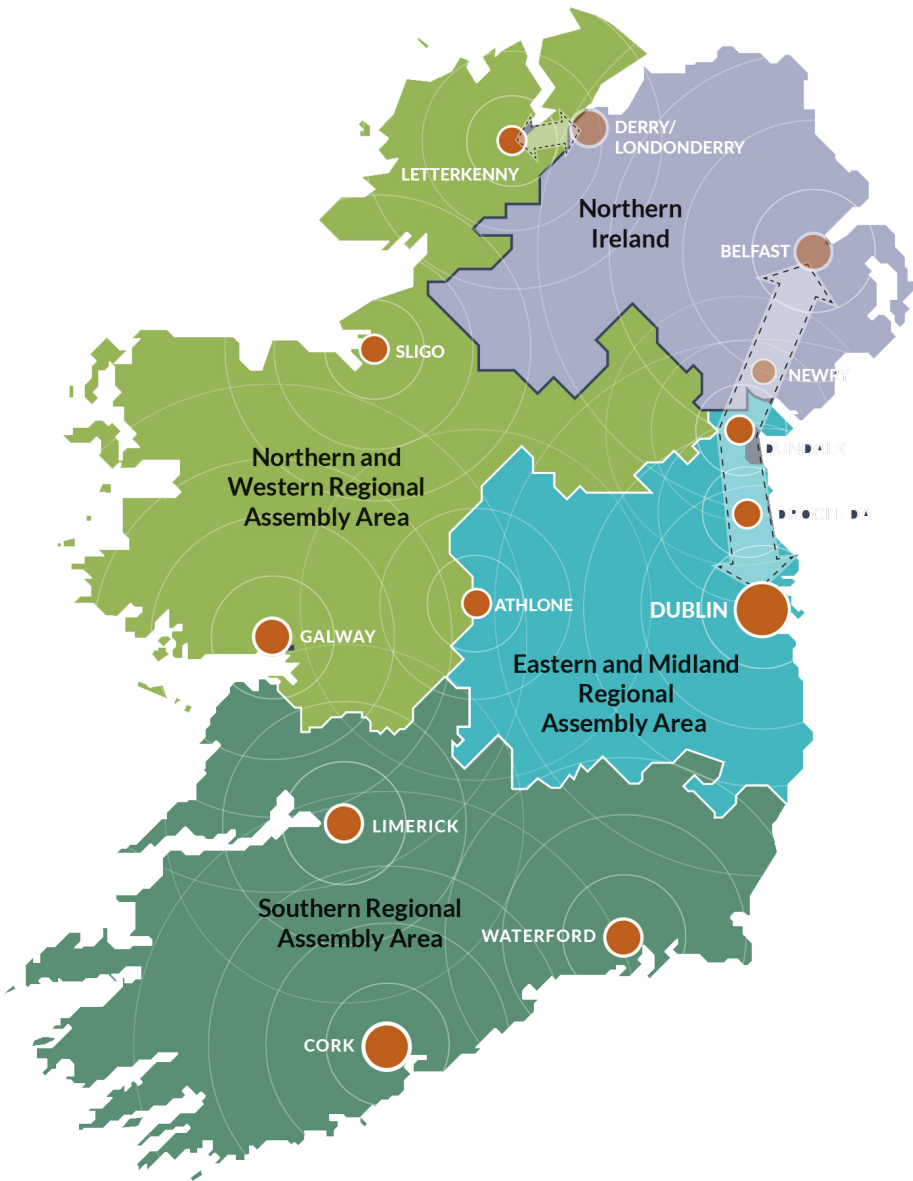 DERRY/
LONDONDERRY
LETTERKENNY
Northern
Ireland
BELFAST
SLIGO
NEWRY
DUNDALK
Northern and
Western Regional
Assembly Area
DROGHEDA
ATHLONE
DUBLIN
GALWAY
Eastern and Midland
Regional
Assembly Area
LIMERICK
Southern Regional
Assembly Area
WATERFORD
CORK